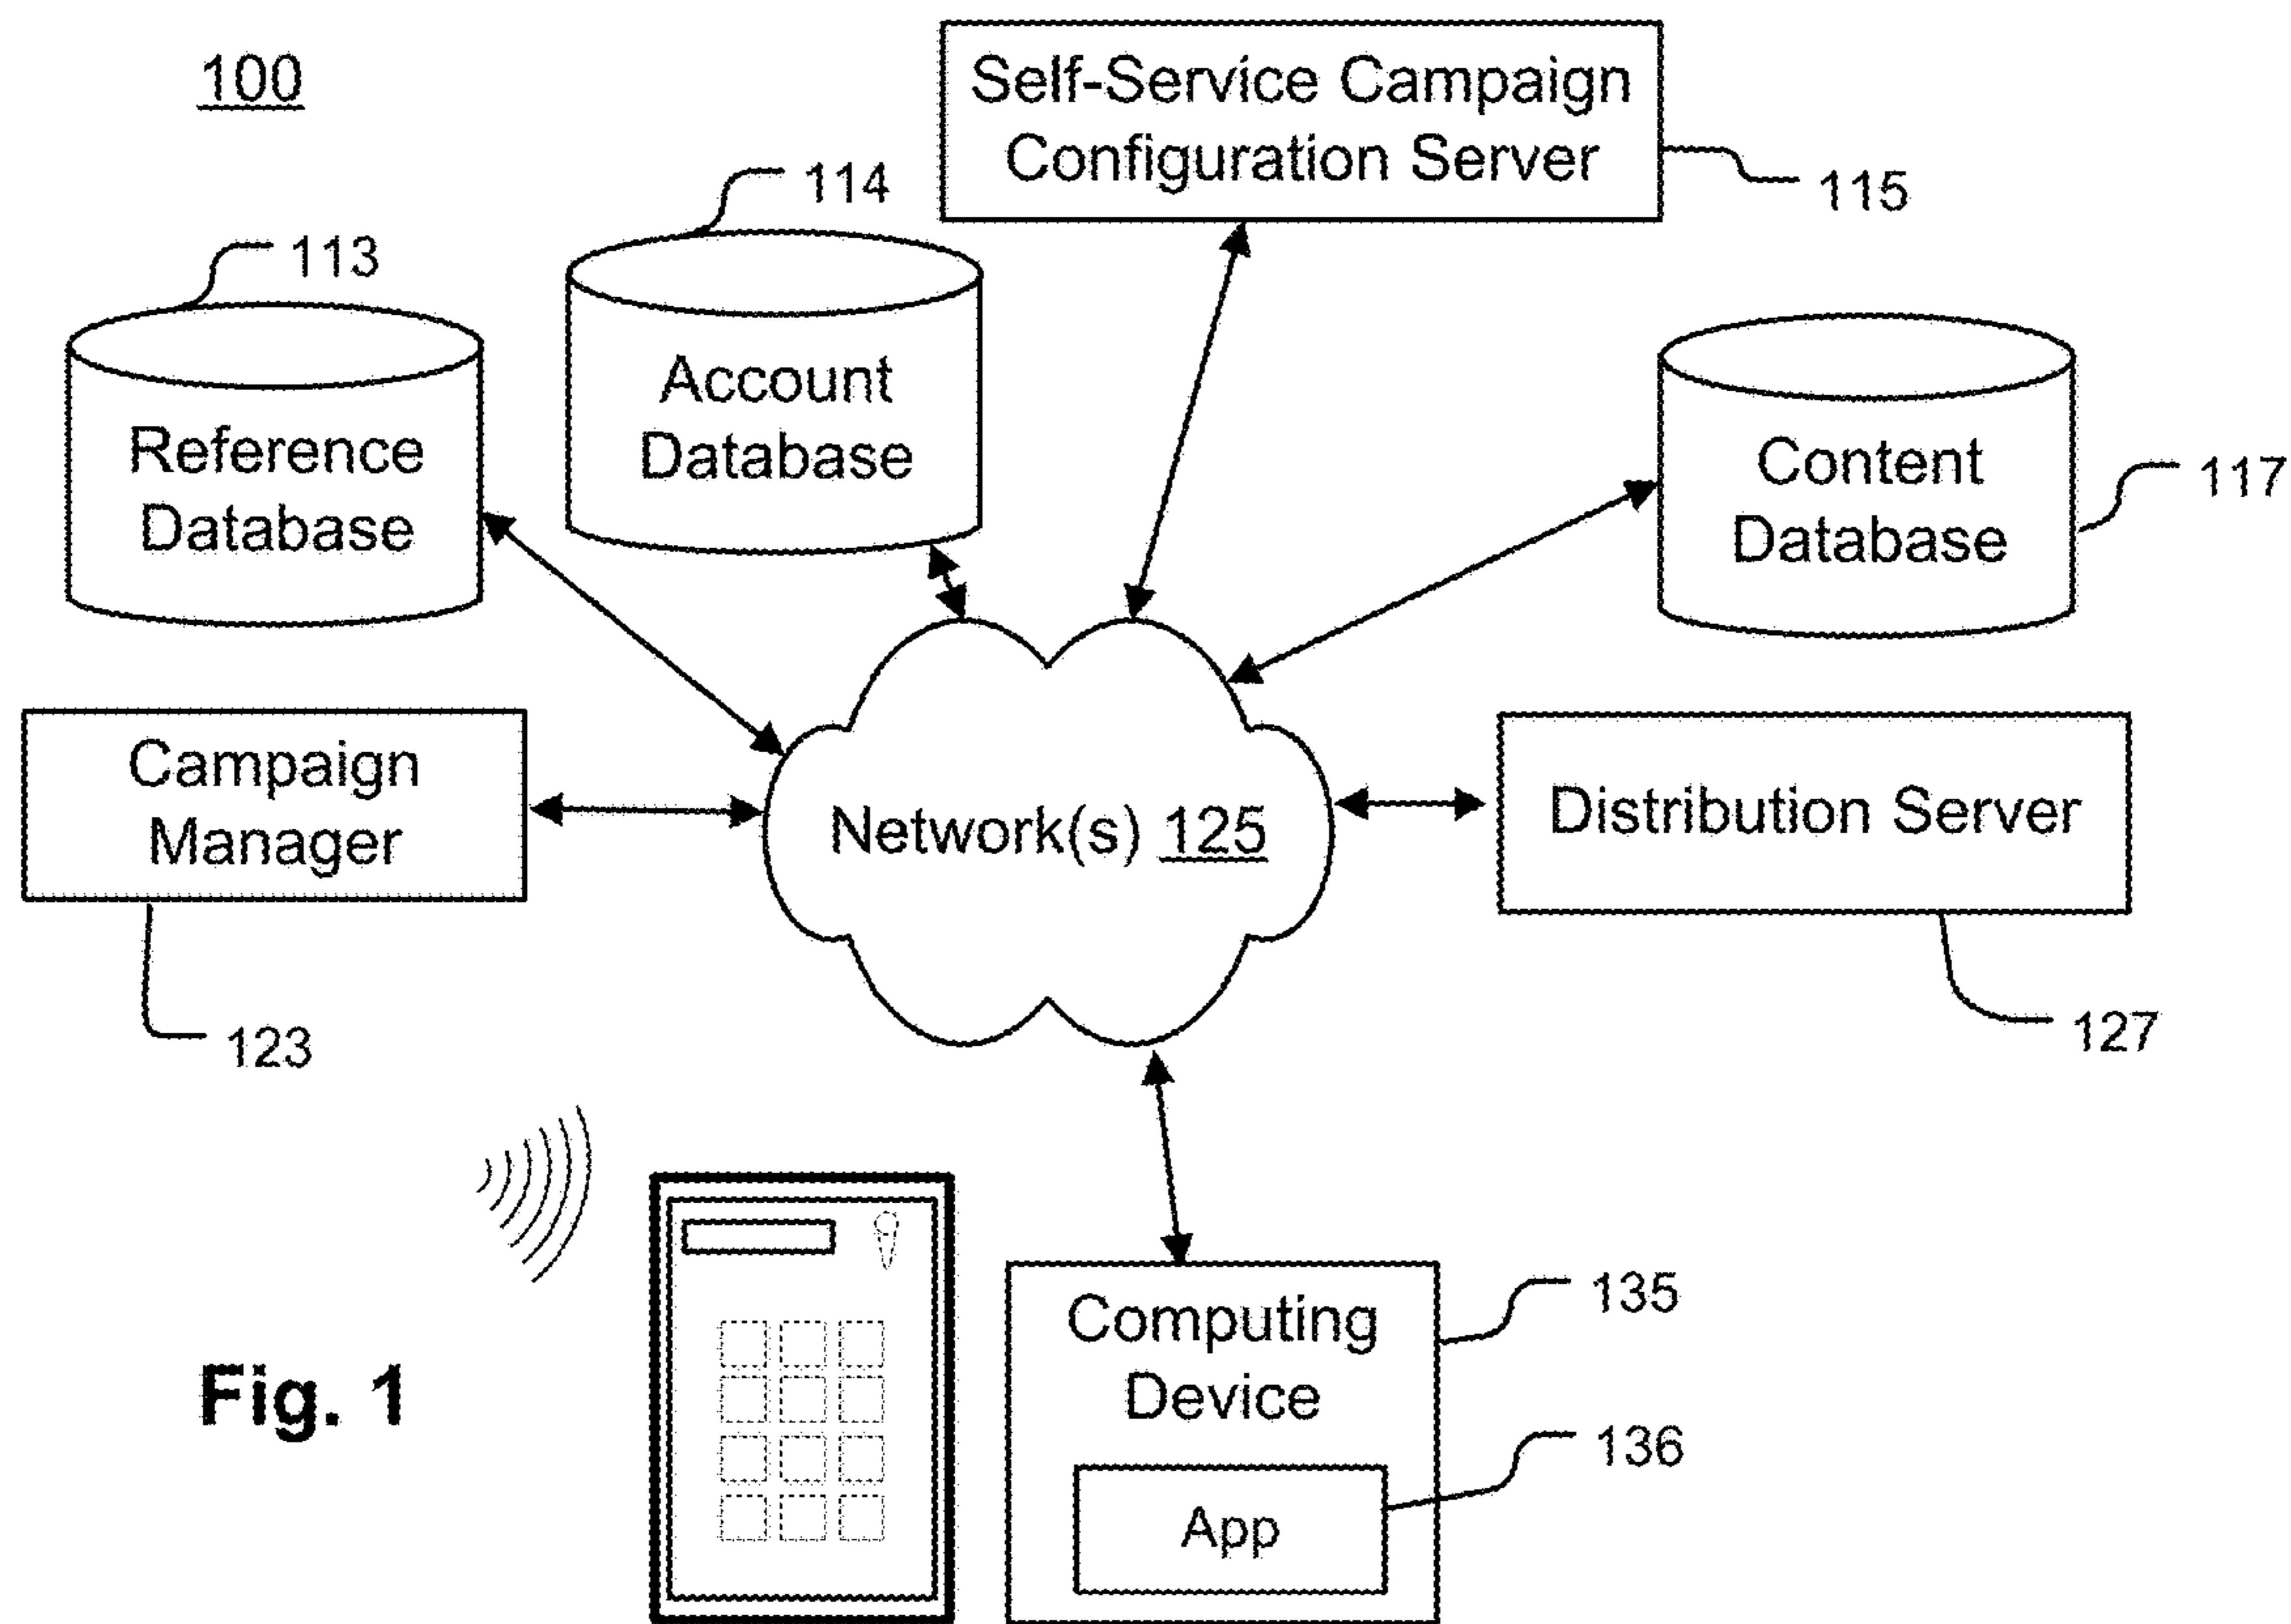 100
Self-Service Campaign
Configuration Server
115
114
113
Account
Database
Reference
Database
Content
Database
117
Campaign
Manager
Network(s) 125
Distribution Server
123
127
Computing
Device
135
136
App
Fig. 1